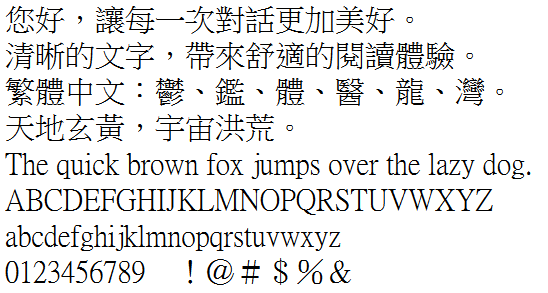 您好，讓每一次對話更加美好。
清晰的文字，帶來舒適的閱讀體驗。
繁體中文：鬱、鑑、體、醫、龍、灣。
天地玄黃，宇宙洪荒。
The quick brown fox jumps over the lazy dog.
ABCDEFGHIJKLMNOPQRSTUVWXYZ
abcdefghijklmnopqrstuvwxyz
0123456789　！＠＃＄％＆